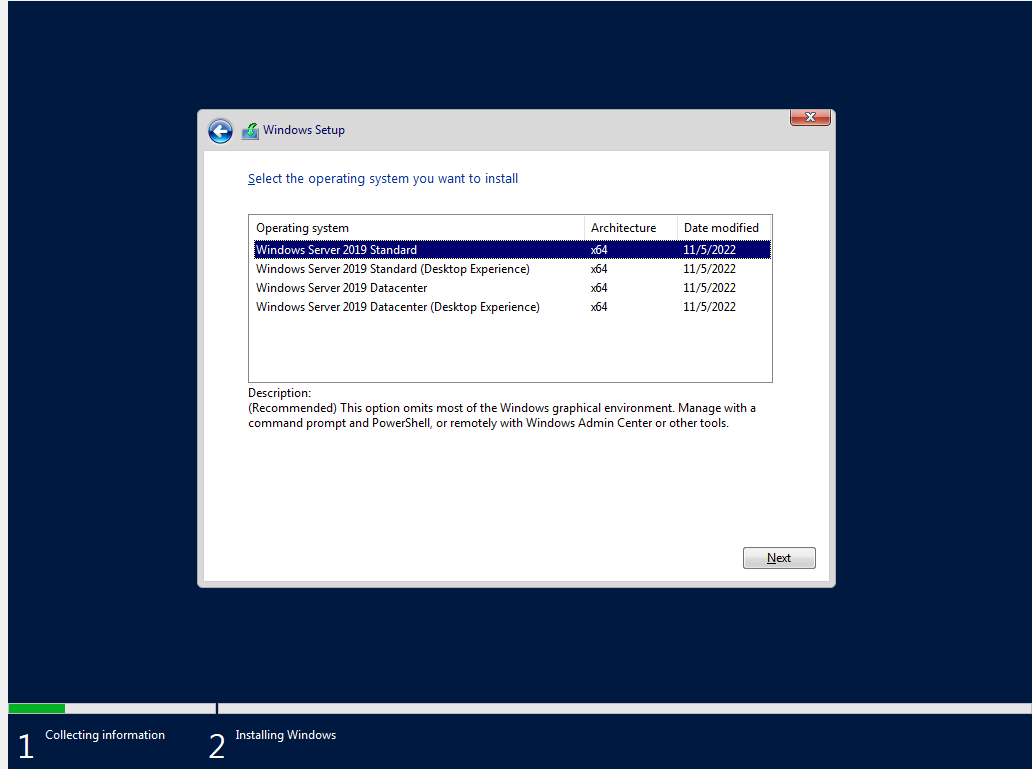 Windows Setup
Select the operating system you want to install
Operating system Architecture Date modified
Windows Server 2019 Standard x64 11/5/2022
Windows Server 2019 Standard (Desktop Experience) x64 11/5/2022
Windows Server 2019 Datacenter x64 11/5/2022
Windows Server 2019 Datacenter (Desktop Experience) x64 11/5/2022
Description:
(Recommended) This option omits most of the Windows graphical environment. Manage with a
command prompt and PowerShell, or remotely with Windows Admin Center or other tools.
Next
1 Collecting information 2 Installing Windows